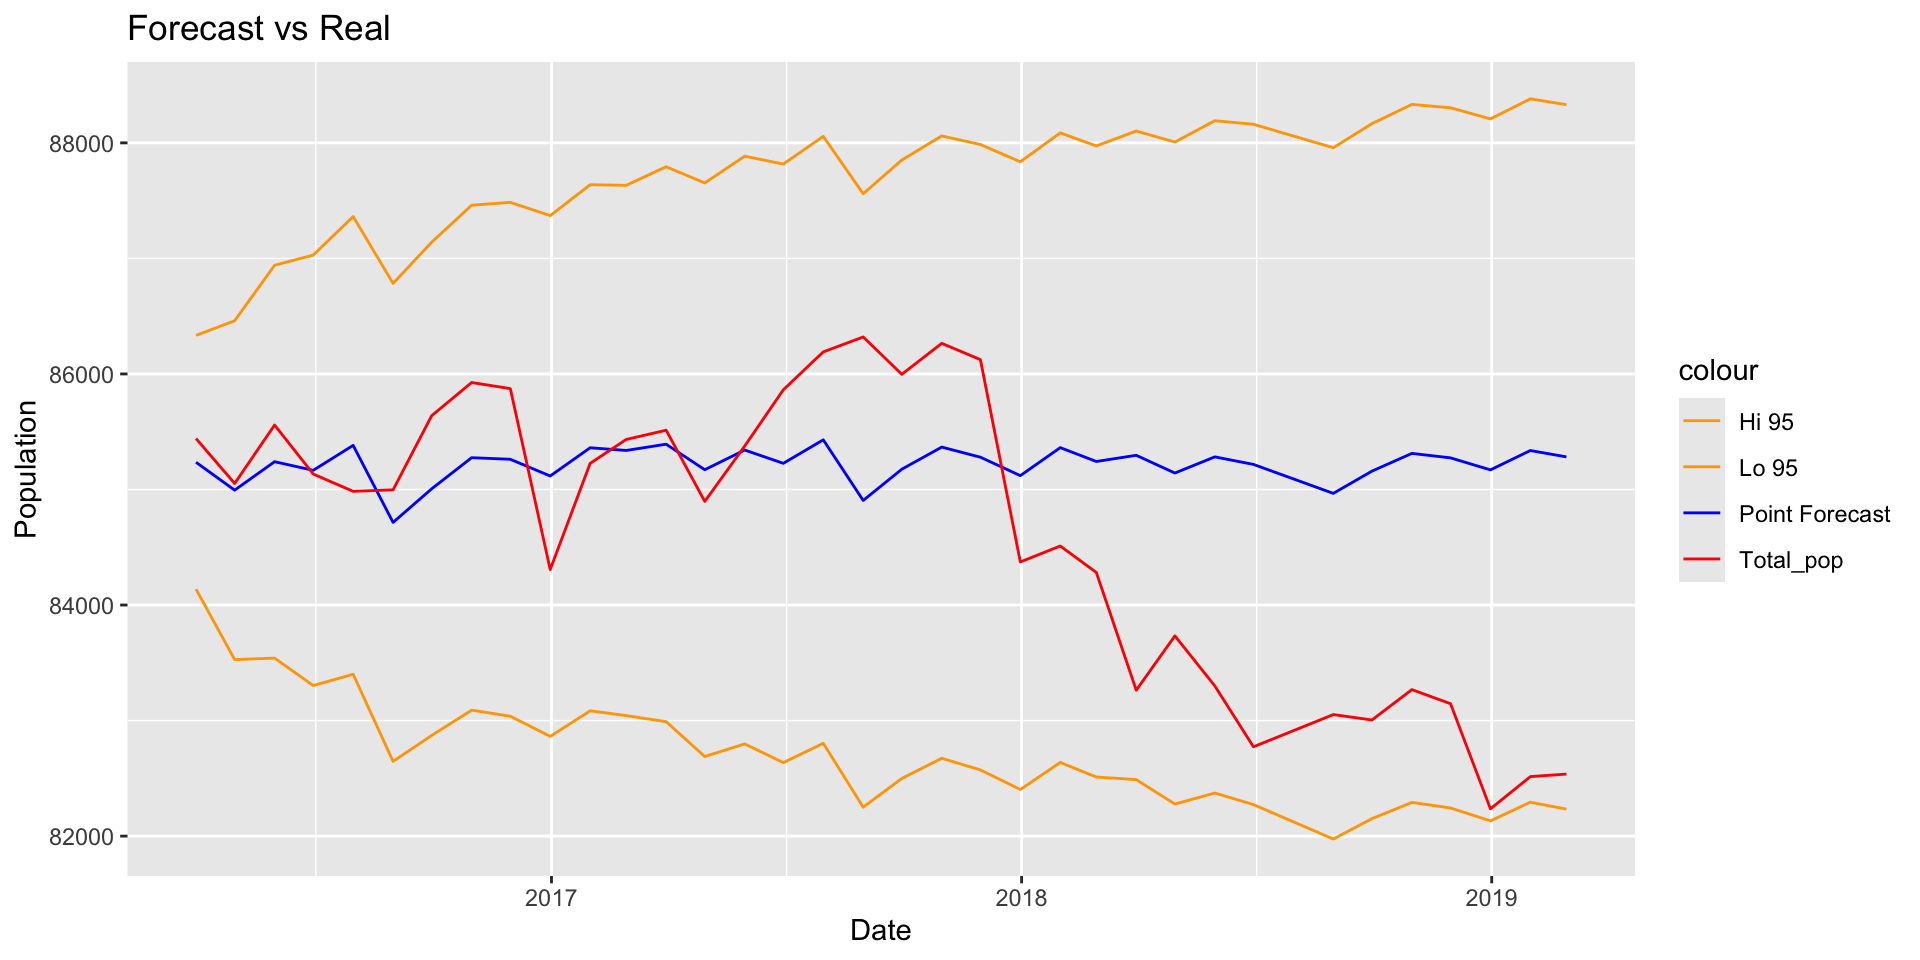 Forecast vs Real
88000
86000
84000
82000
Population
2017
2018
2019
Date
colour
Hi 95
Lo 95
Point Forecast
Total_pop